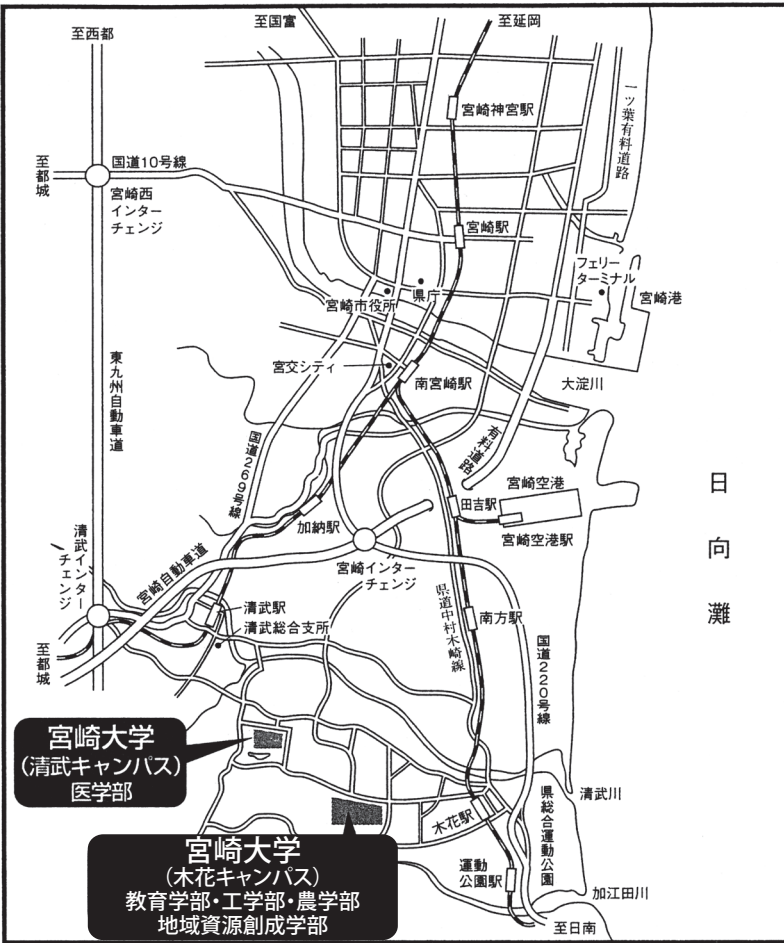 至西都
至国富
至延岡
宮崎神宮駅
一ツ葉有料道路
至都城
国道10号線
宮崎西
インター
チェンジ
宮崎駅
フェリー
ターミナル
宮崎港
宮崎市役所
県庁
東九州自動車道
宮交シティ
南宮崎駅
大淀川
国道269号線
有料道路
宮崎空港
田吉駅
宮崎空港駅
日向灘
加納駅
清武インター
チェンジ
宮崎自動車道
宮崎インター
チェンジ
県道中村木崎線
南方駅
清武駅
清武総合支所
至都城
国道220号線
宮崎大学
(清武キャンパス)
医学部
清武川
県総合運動公園
木花駅
宮崎大学
(木花キャンパス)
教育学部・工学部・農学部
地域資源創成学部
運動
公園駅
加江田川
至日南